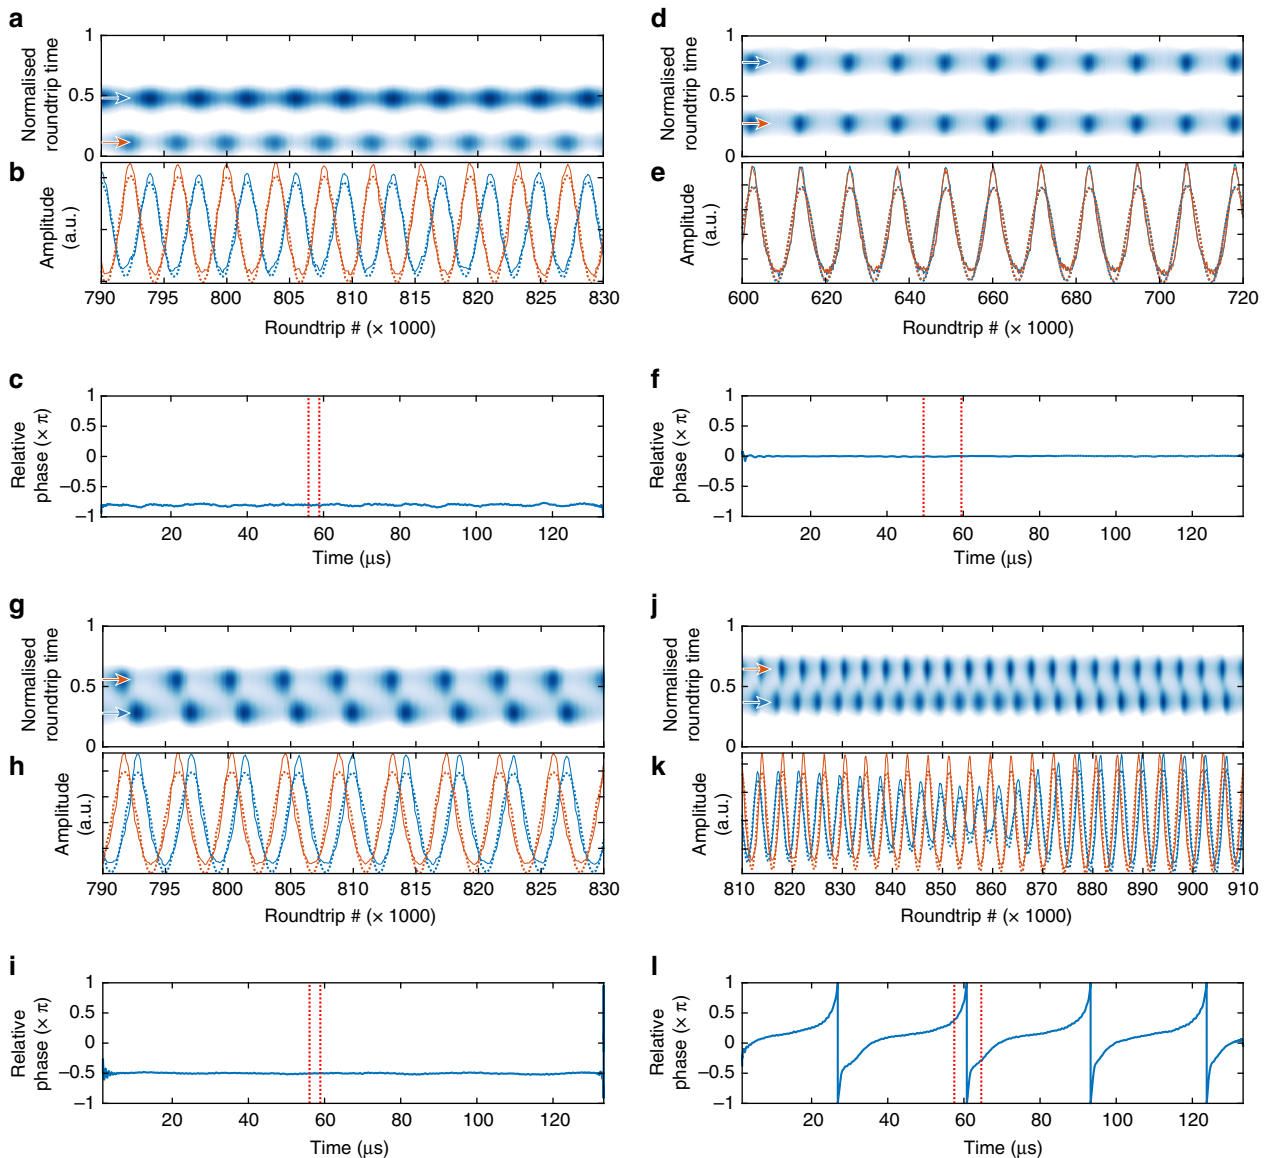 a
Normalised
roundtrip time
1
0.5
0
b
Amplitude
(a.u.)
790 795 800 805 810 815 820 825 830
Roundtrip # (× 1000)
c
Relative
phase (× π)
1
0.5
0
−0.5
−1
20 40 60 80 100 120
Time (μs)
d
Normalised
roundtrip time
1
0.5
0
e
Amplitude
(a.u.)
600 620 640 660 680 700 720
Roundtrip # (× 1000)
f
Relative
phase (× π)
1
0.5
0
−0.5
−1
20 40 60 80 100 120
Time (μs)
g
Normalised
roundtrip time
1
0.5
0
h
Amplitude
(a.u.)
790 795 800 805 810 815 820 825 830
Roundtrip # (× 1000)
i
Relative
phase (× π)
1
0.5
0
−0.5
−1
20 40 60 80 100 120
Time (μs)
j
Normalised
roundtrip time
1
0.5
0
k
Amplitude
(a.u.)
810 820 830 840 850 860 870 880 890 900 910
Roundtrip # (× 1000)
l
Relative
phase (× π)
1
0.5
0
−0.5
−1
20 40 60 80 100 120
Time (μs)